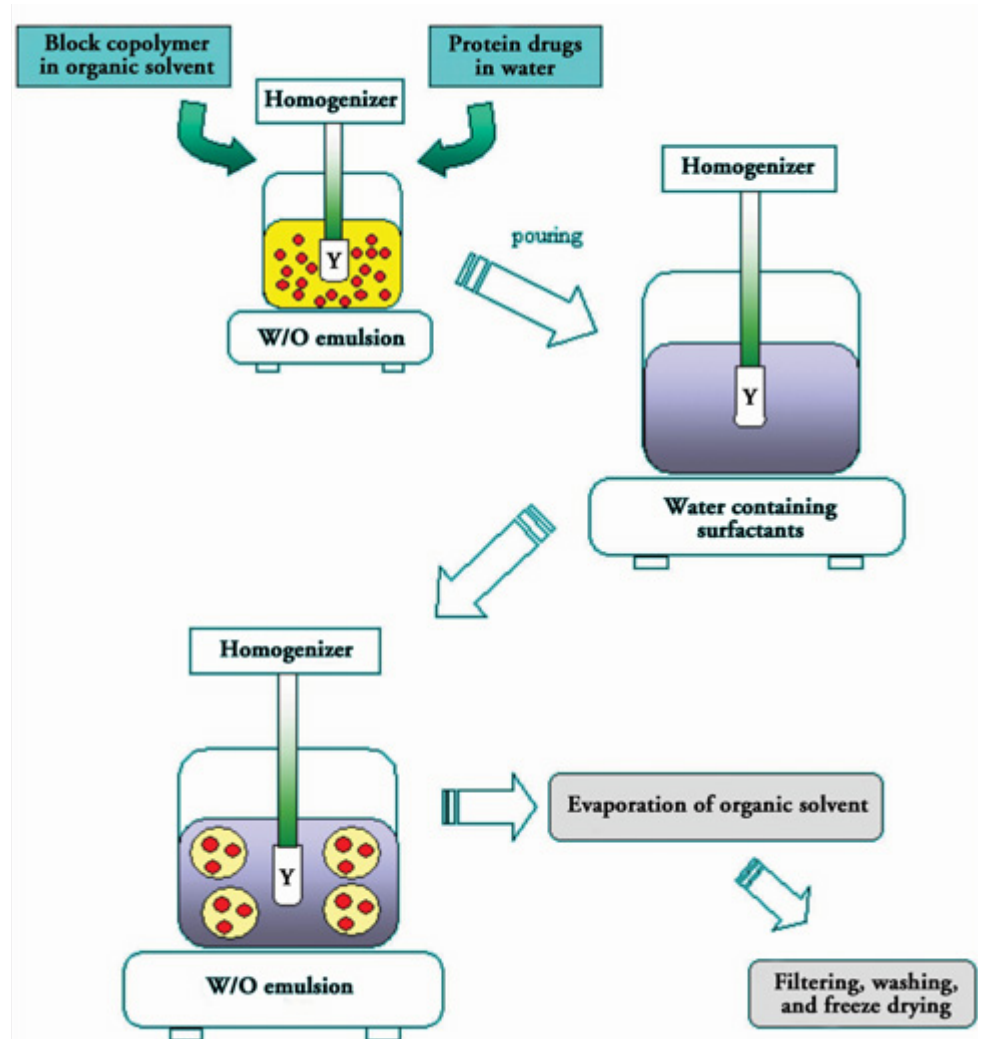 Block copolymer
in organic solvent
Protein drugs
in water
Homogenizer
Y
W/O emulsion
pouring
Homogenizer
Y
Water containing
surfactants
Homogenizer
Y
W/O emulsion
Evaporation of organic solvent
Filtering, washing,
and freeze drying